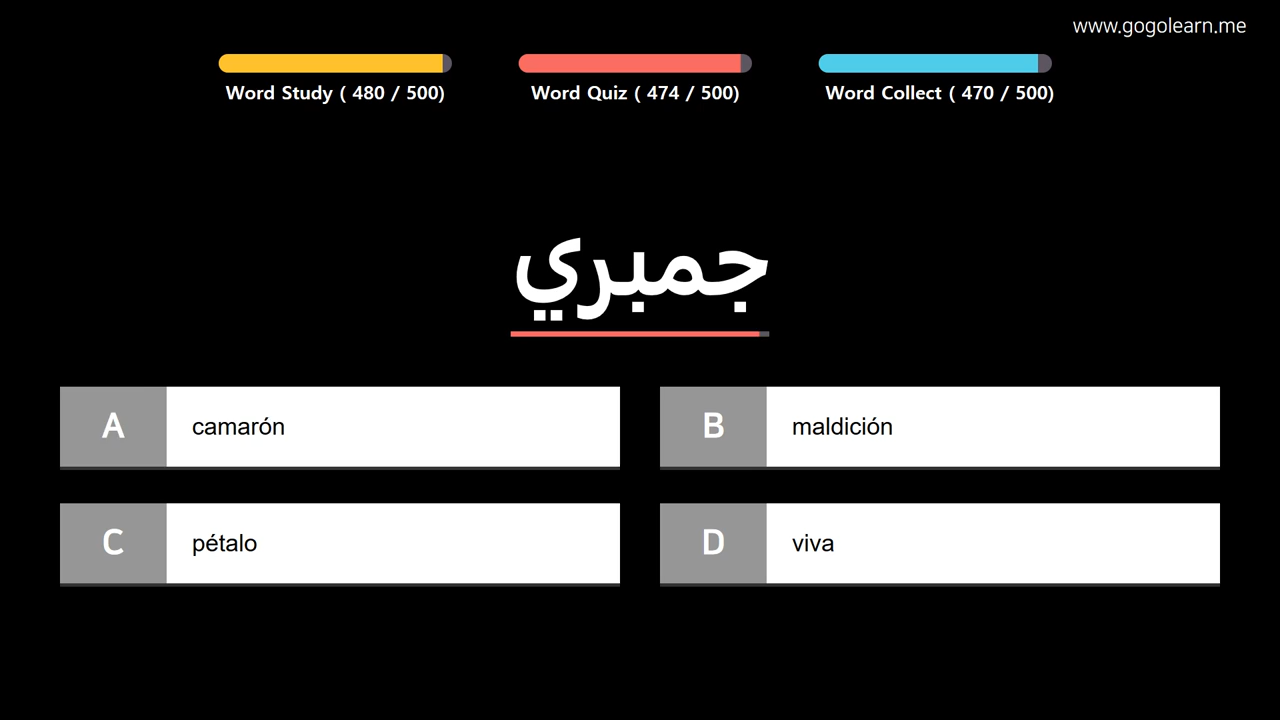 www.gogolearn.me
Word Study ( 480 / 500)
Word Quiz ( 474 / 500)
Word Collect ( 470 / 500)
جمبري
A camarón
B maldición
C pétalo
D viva